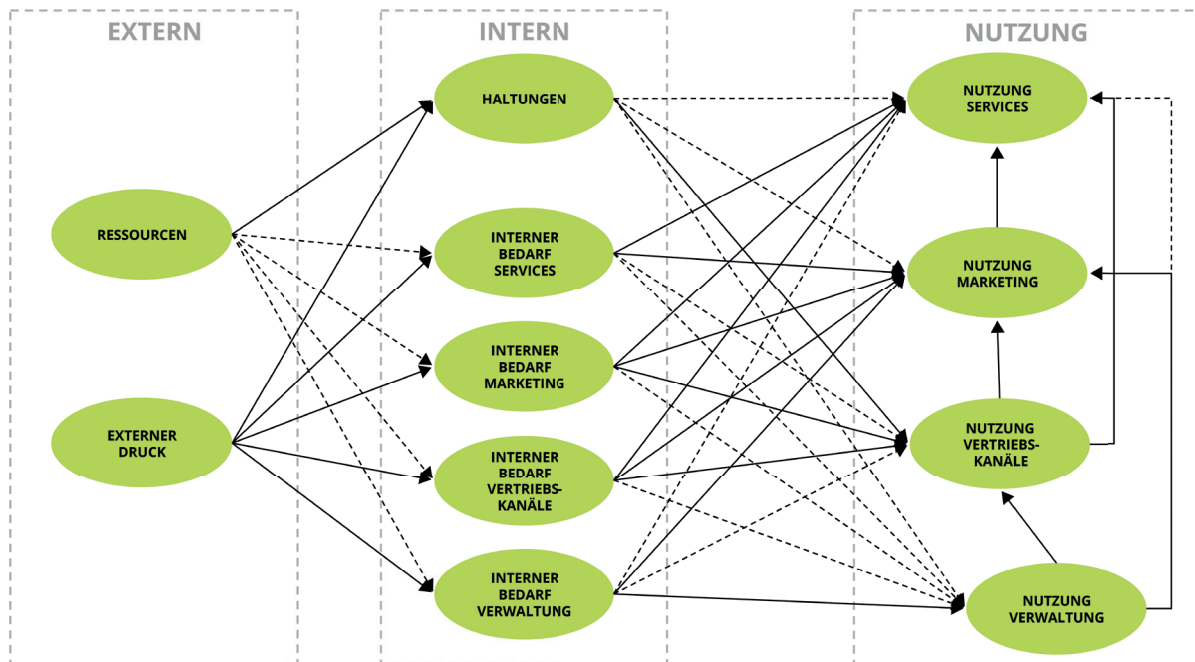 EXTERN
INTERN
NUTZUNG
RESSOURCEN
EXTERNER
DRUCK
HALTUNGEN
INTERNER
BEDARF
SERVICES
INTERNER
BEDARF
MARKETING
INTERNER
BEDARF
VERTRIEBS-
KANÄLE
INTERNER
BEDARF
VERWALTUNG
NUTZUNG
SERVICES
NUTZUNG
MARKETING
NUTZUNG
VERTRIEBS-
KANÄLE
NUTZUNG
VERWALTUNG